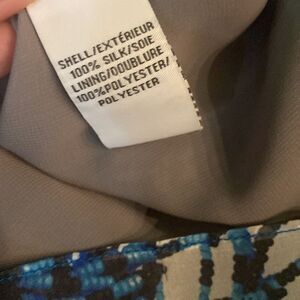 SHELL/EXTÉRIEUR
100% SILK/SOIE
LINING/DOUBLURE
100%POLYESTER/
POLYESTER